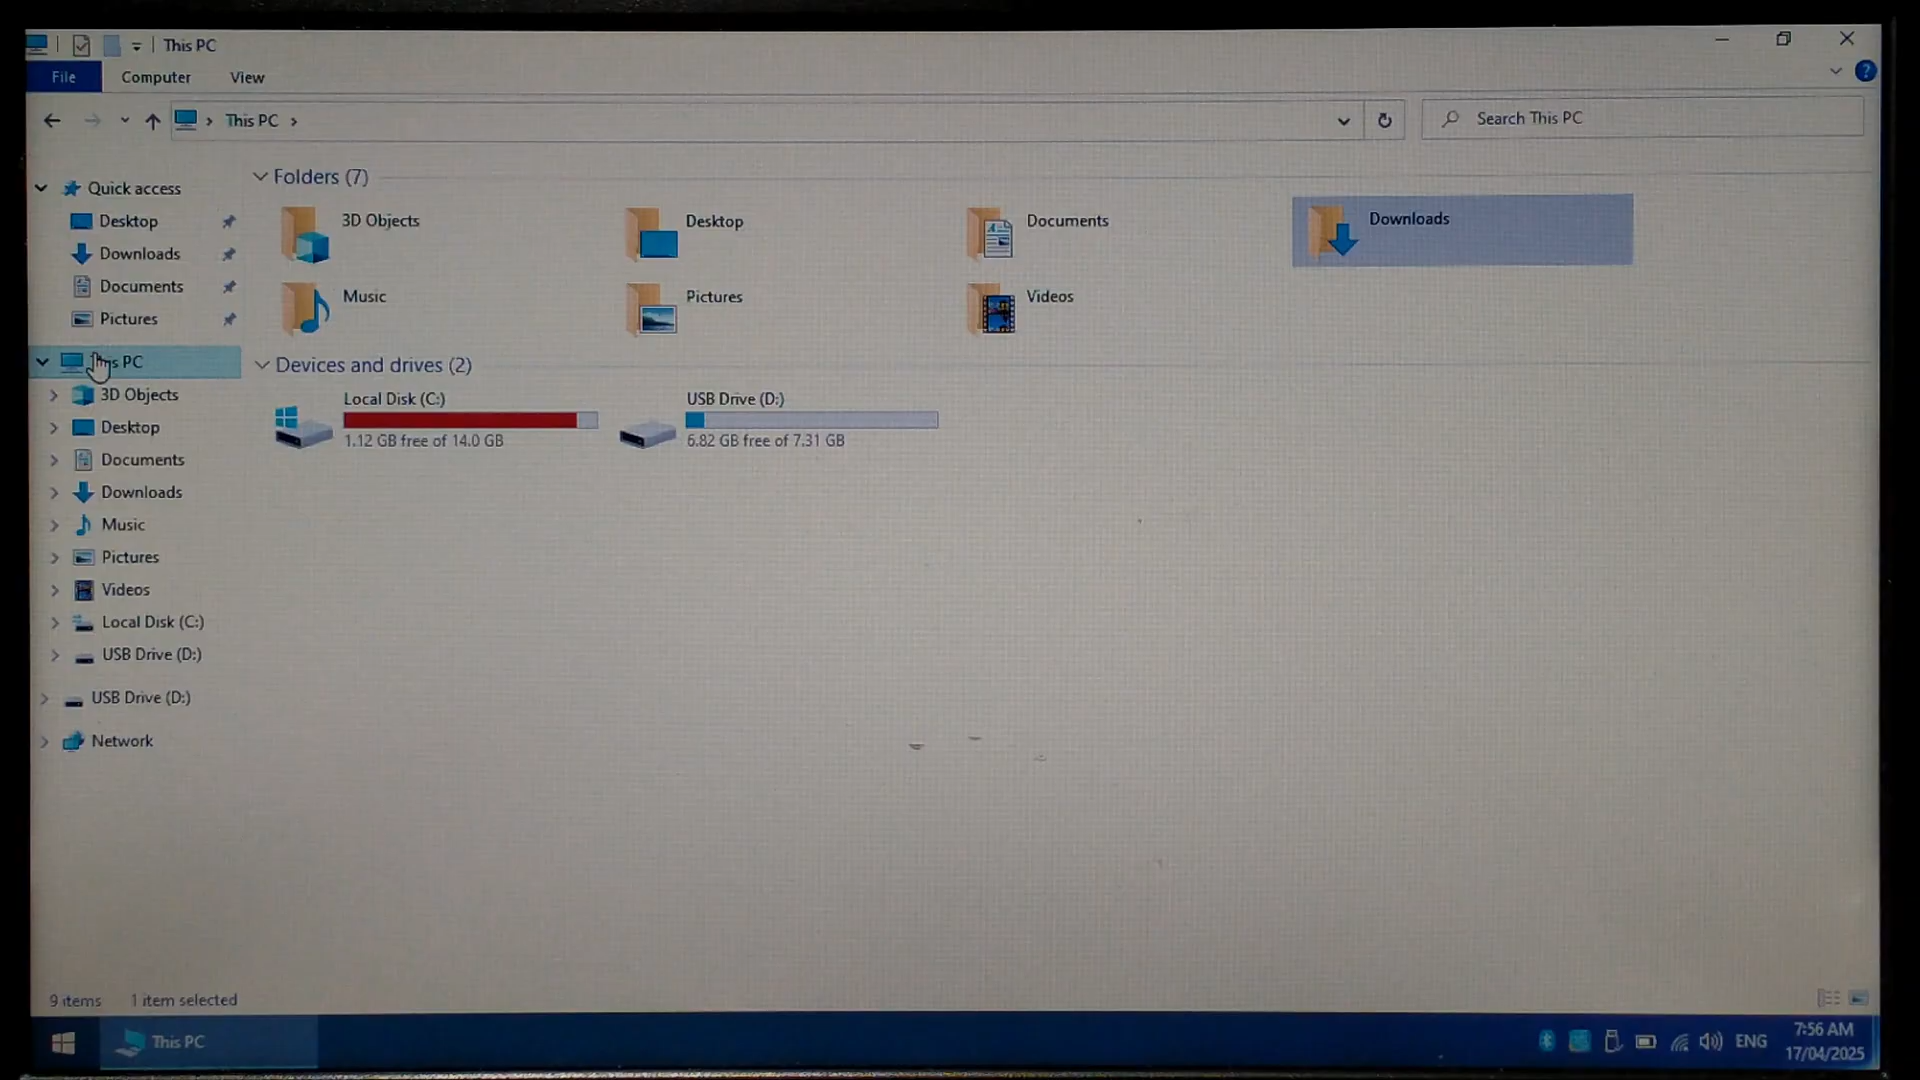 This PC
File Computer View
This PC
Search This PC
Quick access
Desktop
Downloads
Documents
Pictures
This PC
3D Objects
Desktop
Documents
Downloads
Music
Pictures
Videos
Local Disk (C:)
USB Drive (D:)
USB Drive (D:)
Network
Folders (7)
3D Objects
Desktop
Documents
Downloads
Music
Pictures
Videos
Devices and drives (2)
Local Disk (C:)
1.12 GB free of 14.0 GB
USB Drive (D:)
6.82 GB free of 7.31 GB
9 items 1 item selected
This PC
ENG
7:56 AM
17/04/2025